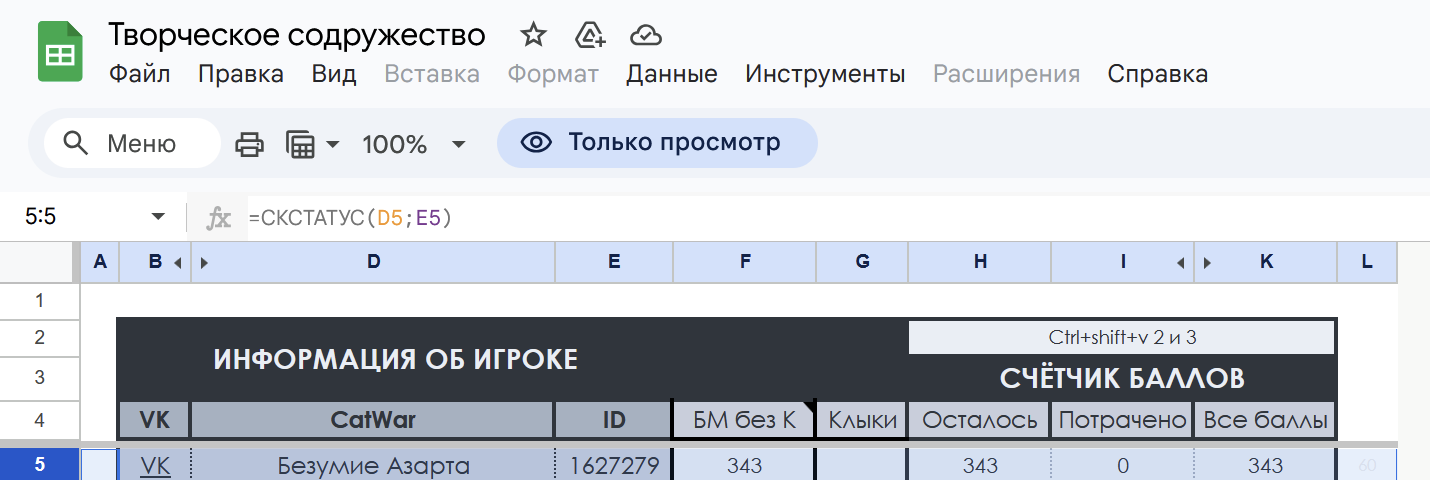 Творческое содружество
Файл Правка Вид Вставка Формат Данные Инструменты Расширения Справка
Меню 100% Только просмотр
5:5 fx =СКСТАТУС(D5;E5)
A B D E F G H I K L
1
2 Ctrl+shift+v 2 и 3
ИНФОРМАЦИЯ ОБ ИГРОКЕ
3 СЧЁТЧИК БАЛЛОВ
4 VK CatWar ID БМ без К Клыки Осталось Потрачено Все баллы
5 VK Безумие Азарта 1627279 343 343 0 343 60